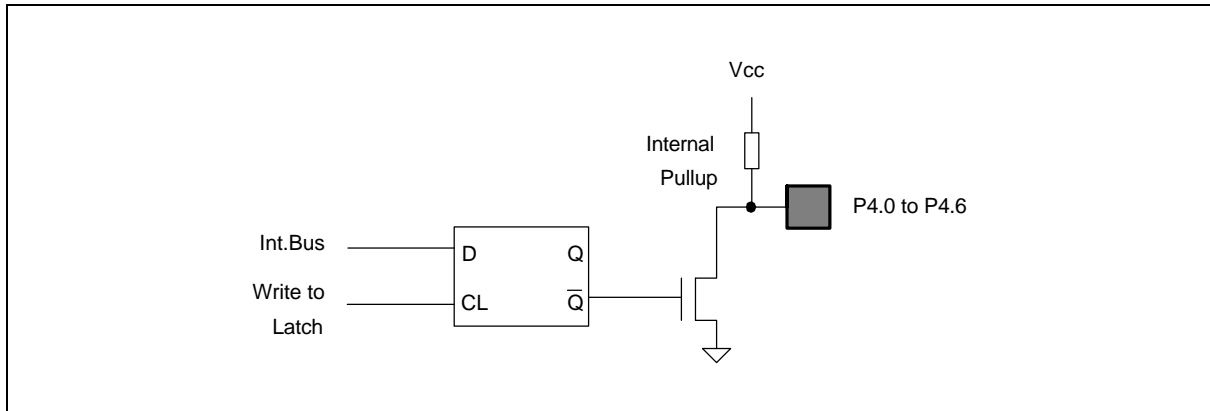 Vcc
Internal
Pullup
P4.0 to P4.6
Int.Bus
D
Q
Write to
Latch
CL
Q̅